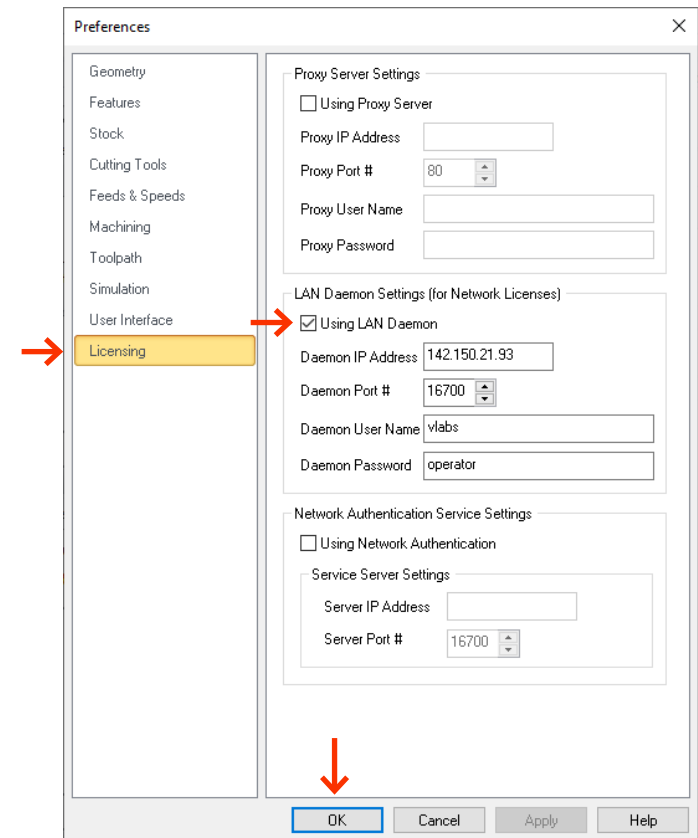 Preferences
Geometry
Features
Stock
Cutting Tools
Feeds & Speeds
Machining
Toolpath
Simulation
User Interface
Licensing
Proxy Server Settings
Using Proxy Server
Proxy IP Address
Proxy Port # 80
Proxy User Name
Proxy Password
LAN Daemon Settings (for Network Licenses)
Using LAN Daemon
Daemon IP Address 142.150.21.93
Daemon Port # 16700
Daemon User Name vlabs
Daemon Password operator
Network Authentication Service Settings
Using Network Authentication
Service Server Settings
Server IP Address
Server Port # 16700
OK Cancel Apply Help